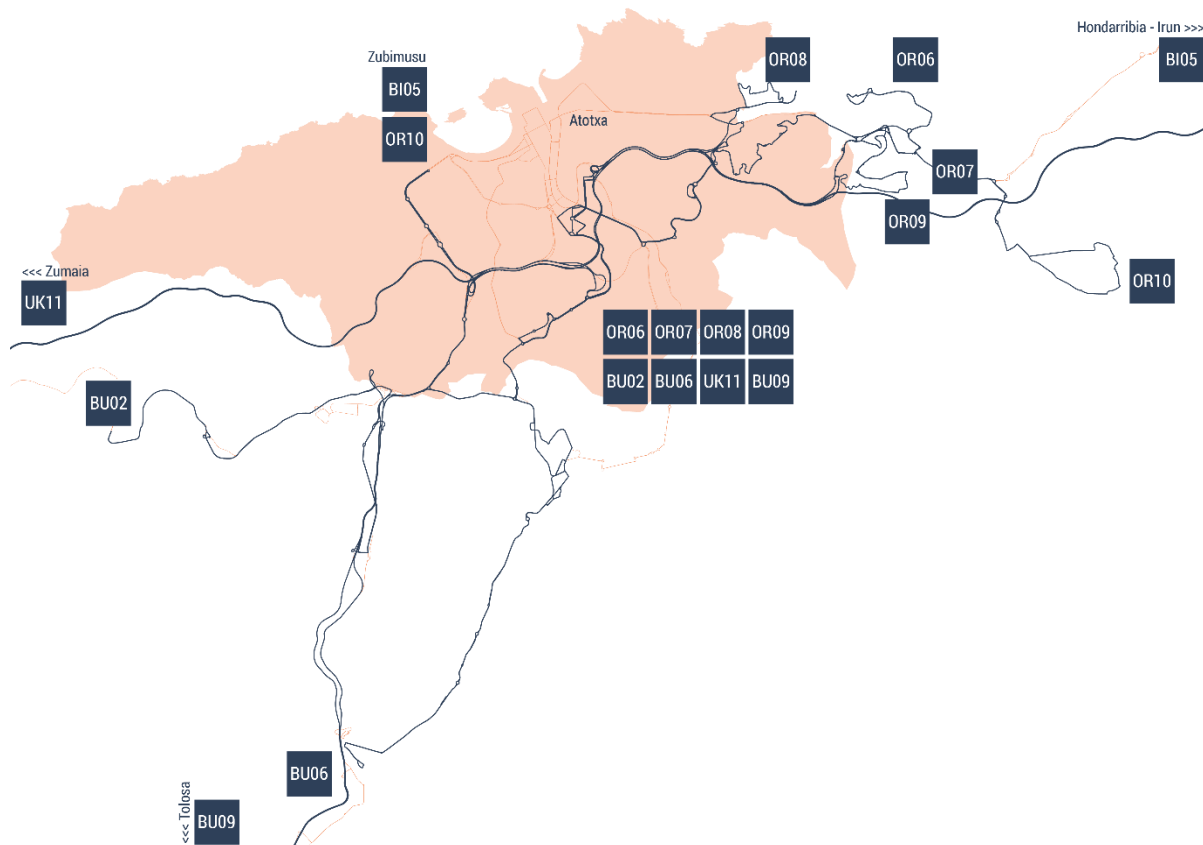 Hondarribia - Irun >>>
Zubimusu
OR08
OR06
BI05
BI05
Atotxa
OR10
OR07
OR09
<<< Zumaia
UK11
OR10
OR06 OR07 OR08 OR09
BU02 BU06 UK11 BU09
BU02
BU06
<<< Tolosa
BU09